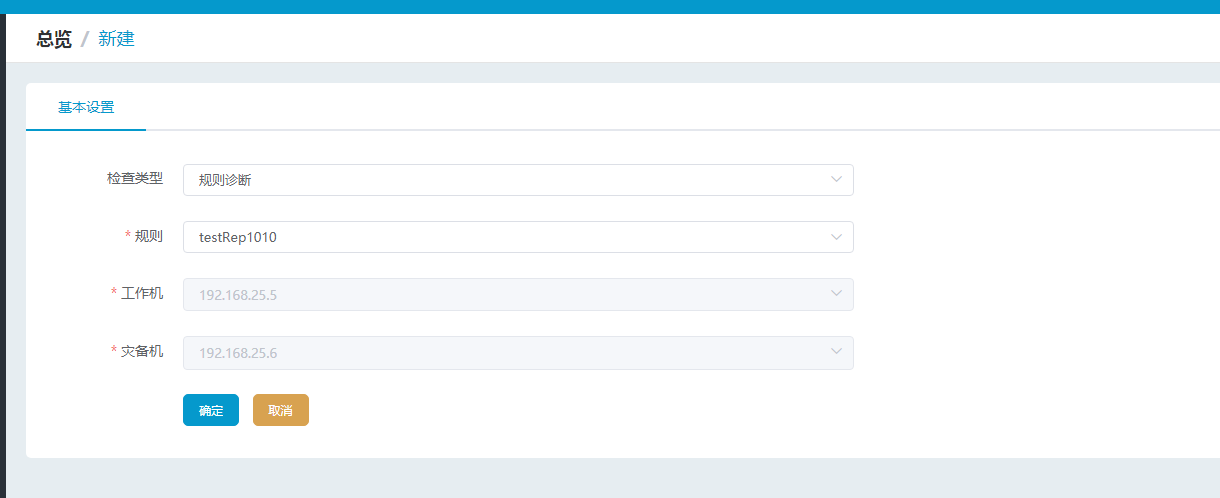 总览 / 新建
基本设置
检查类型 规则诊断
* 规则 testRep1010
* 工作机 192.168.25.5
* 灾备机 192.168.25.6
确定 取消